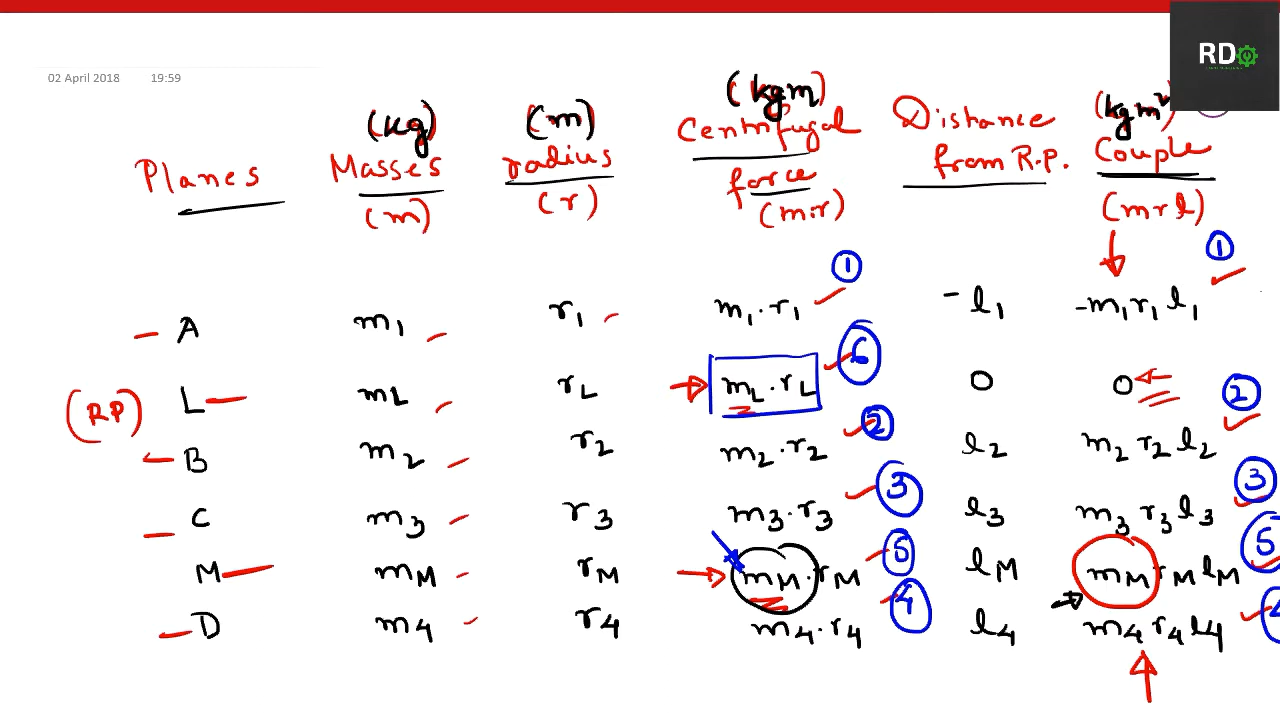 RD
02 April 2018 19:59
(kg) (m) (kgm) (kgm²)
Planes Masses radius Centrifugal force Distance from R.P. Couple
(m) (r) (m.r) (mrl)
A m1 r1 m1.r1 ① -l1 -m1r1l1 ①
(RP) L mL rL mL.rL ⑥ 0 0
B m2 r2 m2.r2 ② l2 m2r2l2 ②
C m3 r3 m3.r3 ③ l3 m3r3l3 ③
M mM rM mM.rM ⑤ lM mMrMlM ⑤
D m4 r4 m4.r4 ④ l4 m4r4l4 ④